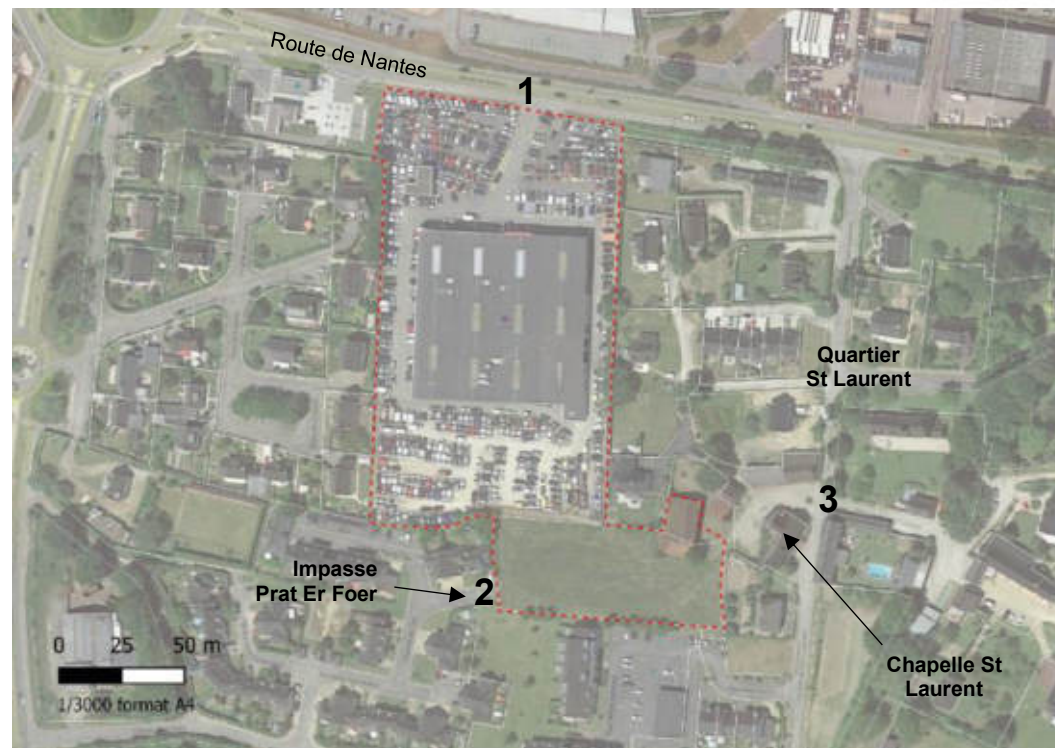 Route de Nantes
1
Quartier
St Laurent
3
Impasse
Prat Er Foer
2
0 25 50 m
1/3000 format A4
Chapelle St
Laurent